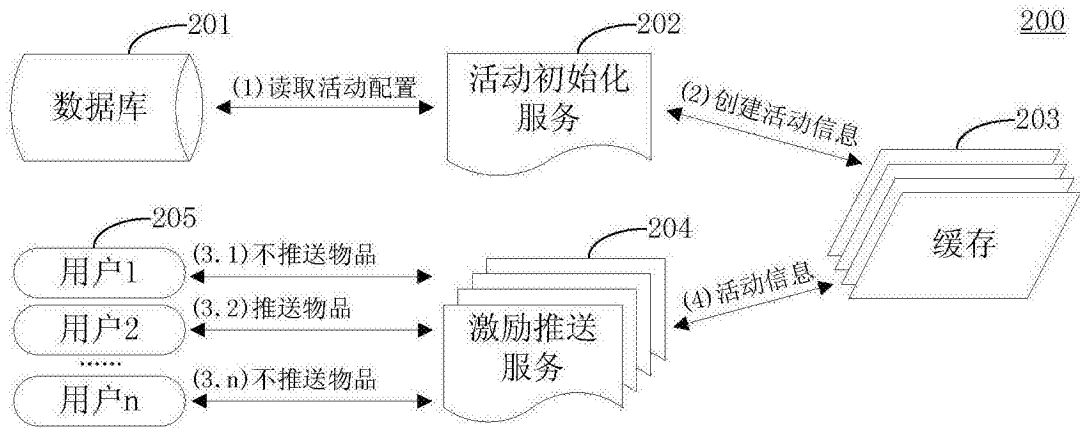 201
202
200
数据库
(1)读取活动配置
活动初始化
服务
(2)创建活动信息
203
缓存
205
204
用户1
(3.1)不推送物品
(4)活动信息
用户2
(3.2)推送物品
激励推送
服务
……
用户n
(3.n)不推送物品